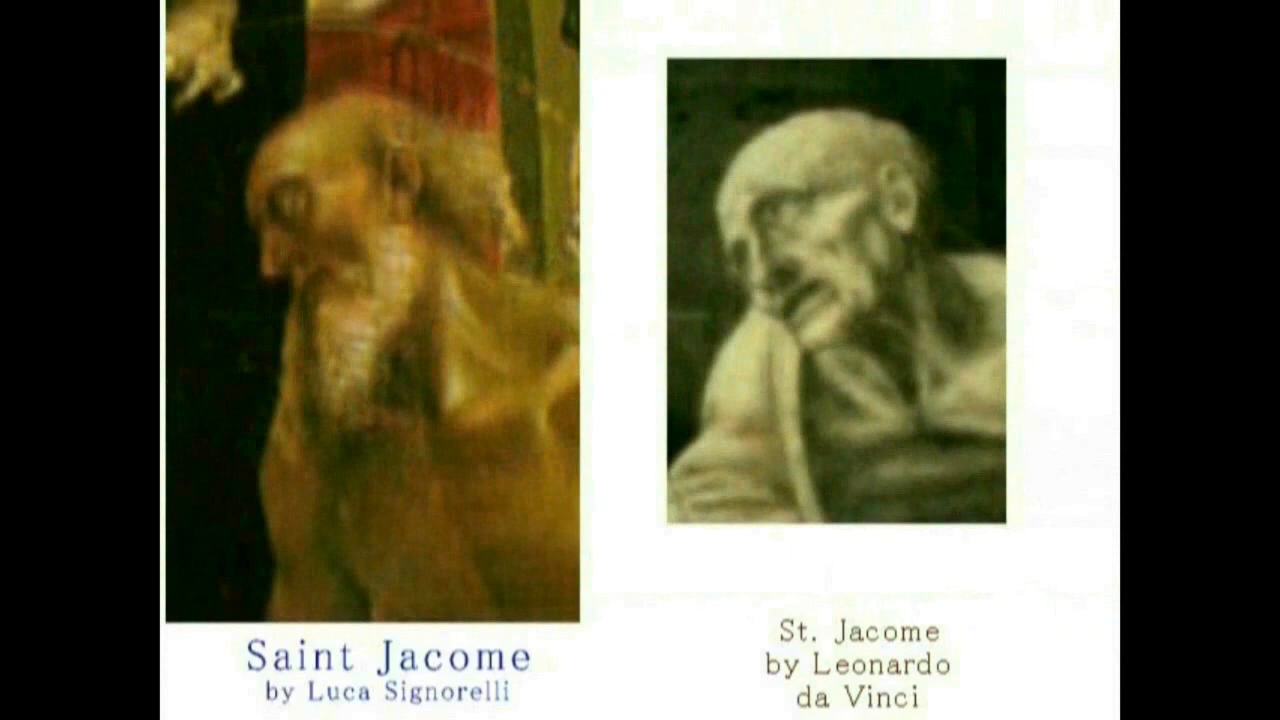 Saint Jacome
by Luca Signorelli
St. Jacome
by Leonardo
da Vinci